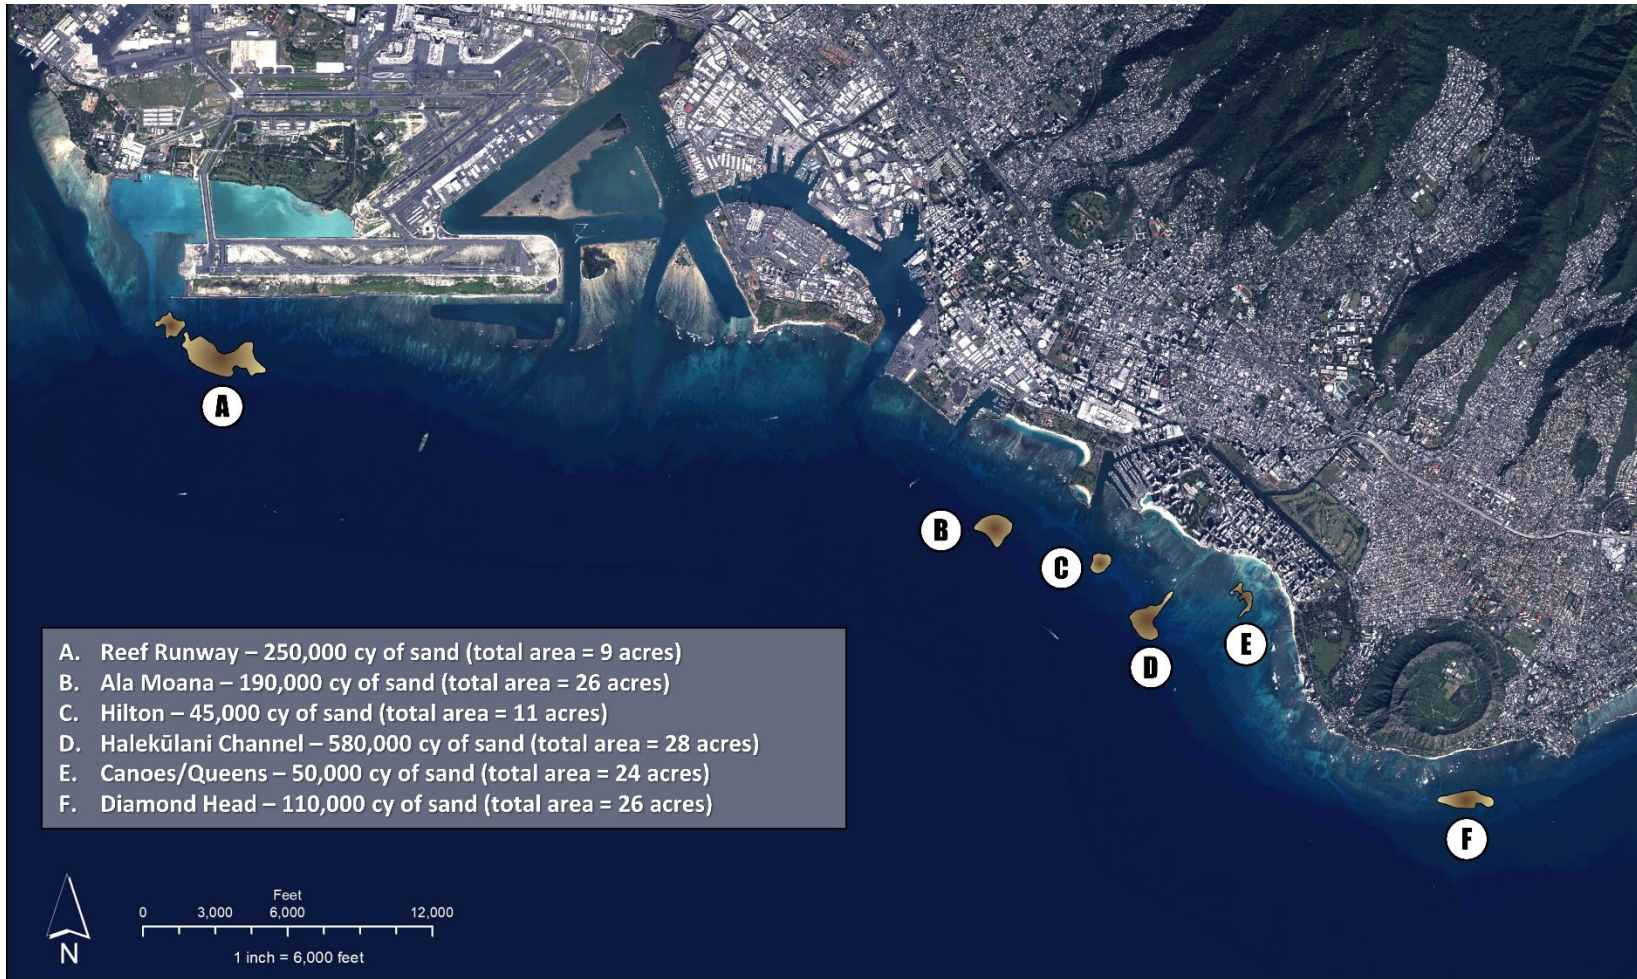 A
B
C
D
E
F
A. Reef Runway – 250,000 cy of sand (total area = 9 acres)
B. Ala Moana – 190,000 cy of sand (total area = 26 acres)
C. Hilton – 45,000 cy of sand (total area = 11 acres)
D. Halekūlani Channel – 580,000 cy of sand (total area = 28 acres)
E. Canoes/Queens – 50,000 cy of sand (total area = 24 acres)
F. Diamond Head – 110,000 cy of sand (total area = 26 acres)
N
Feet
0 3,000 6,000 12,000
1 inch = 6,000 feet